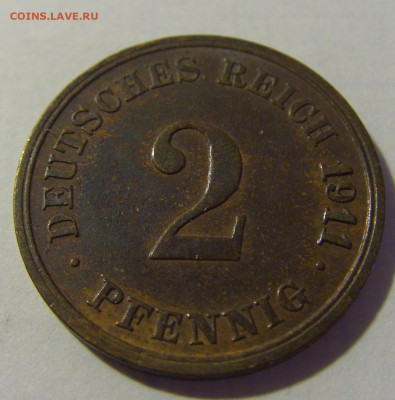 COINS.LAVE.RU
DEUTSCHES REICH 1911
2
PFENNIG